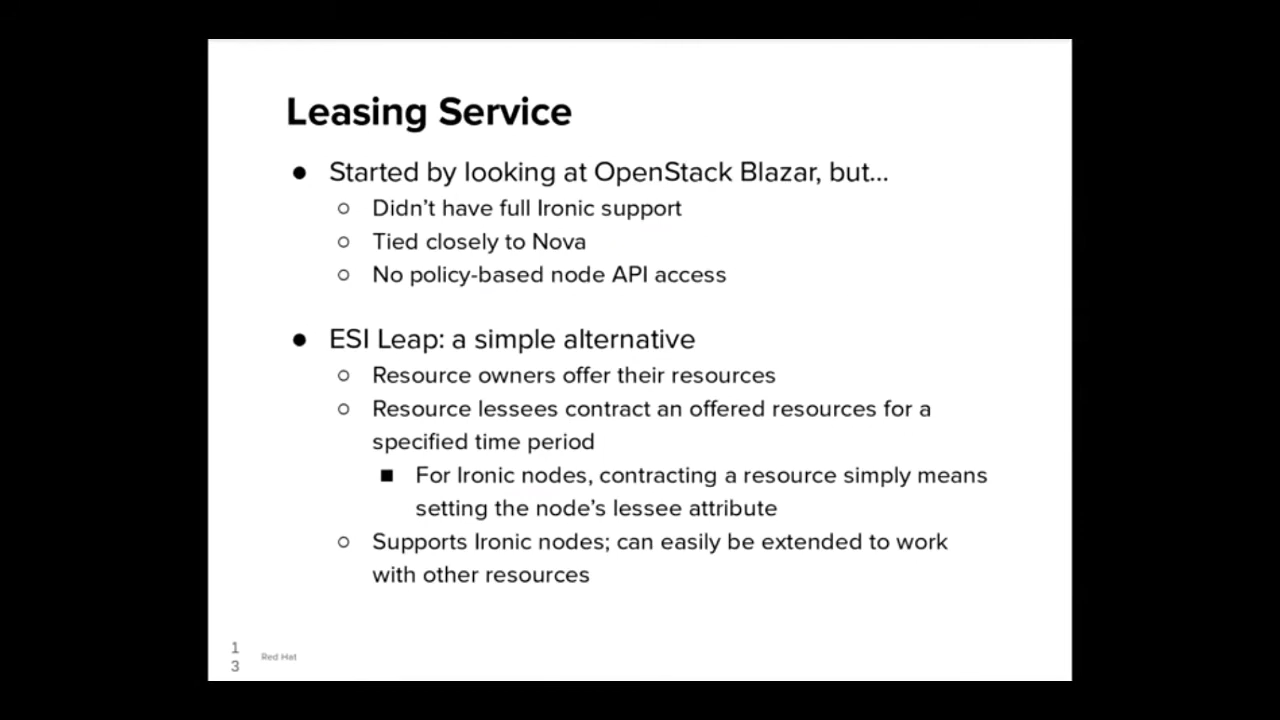 Leasing Service
● Started by looking at OpenStack Blazar, but...
○ Didn't have full Ironic support
○ Tied closely to Nova
○ No policy-based node API access
● ESI Leap: a simple alternative
○ Resource owners offer their resources
○ Resource lessees contract an offered resources for a
specified time period
■ For Ironic nodes, contracting a resource simply means
setting the node's lessee attribute
○ Supports Ironic nodes; can easily be extended to work
with other resources
1
3
Red Hat